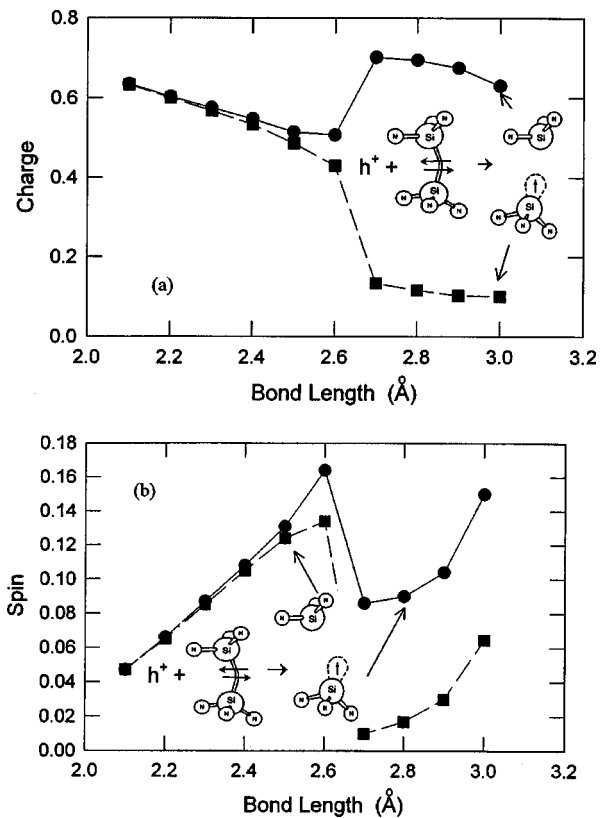 0.8
0.6
0.4
0.2
0.0
Charge
(a)
h⁺ +
Si N N
Si N N N
→
Si N N
↑
Si N N N
2.0 2.2 2.4 2.6 2.8 3.0 3.2
Bond Length (Å)
0.18
0.16
0.14
0.12
0.10
0.08
0.06
0.04
0.02
0.00
Spin
(b)
h⁺ +
Si N N
Si N N N
→
Si N N
↑
Si N N N
2.0 2.2 2.4 2.6 2.8 3.0 3.2
Bond Length (Å)